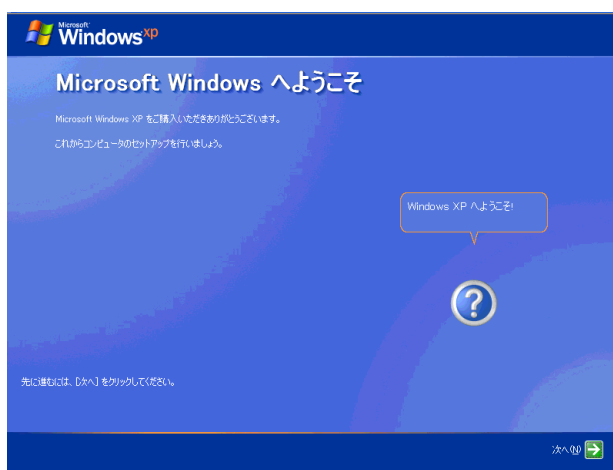 Microsoft
Windows xp
Microsoft Windows へようこそ
Microsoft Windows XP をご購入いただきありがとうございます。
これからコンピュータのセットアップを行いましょう。
Windows XP へようこそ!
?
先に進むには、[次へ] をクリックしてください。
次へ(N)